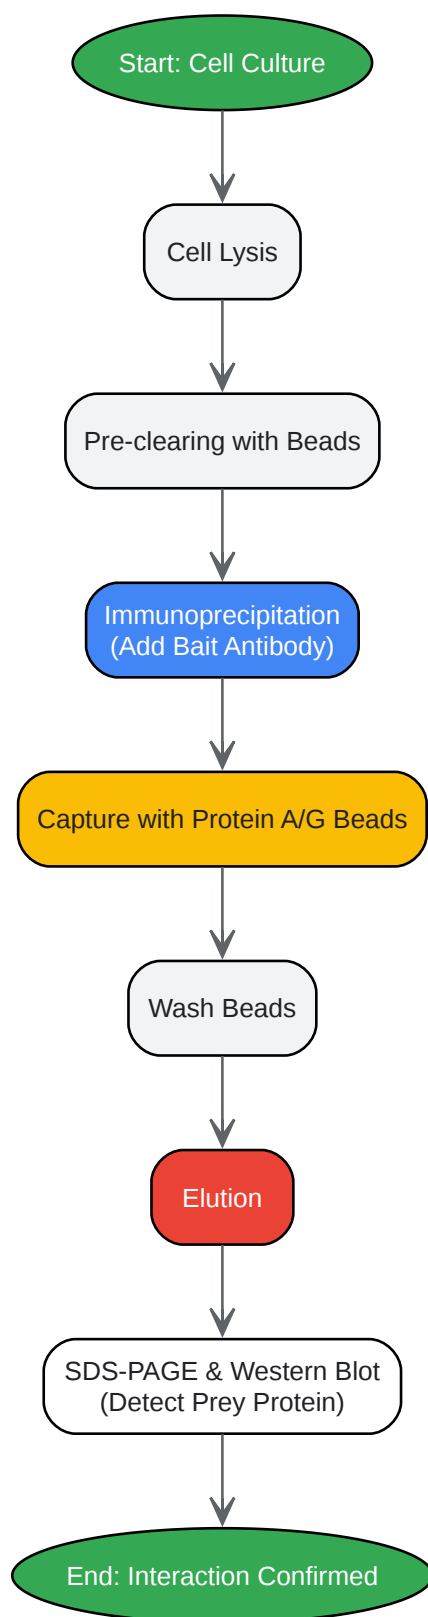 Start: Cell Culture
Cell Lysis
Pre-clearing with Beads
Immunoprecipitation
(Add Bait Antibody)
Capture with Protein A/G Beads
Wash Beads
Elution
SDS-PAGE & Western Blot
(Detect Prey Protein)
End: Interaction Confirmed